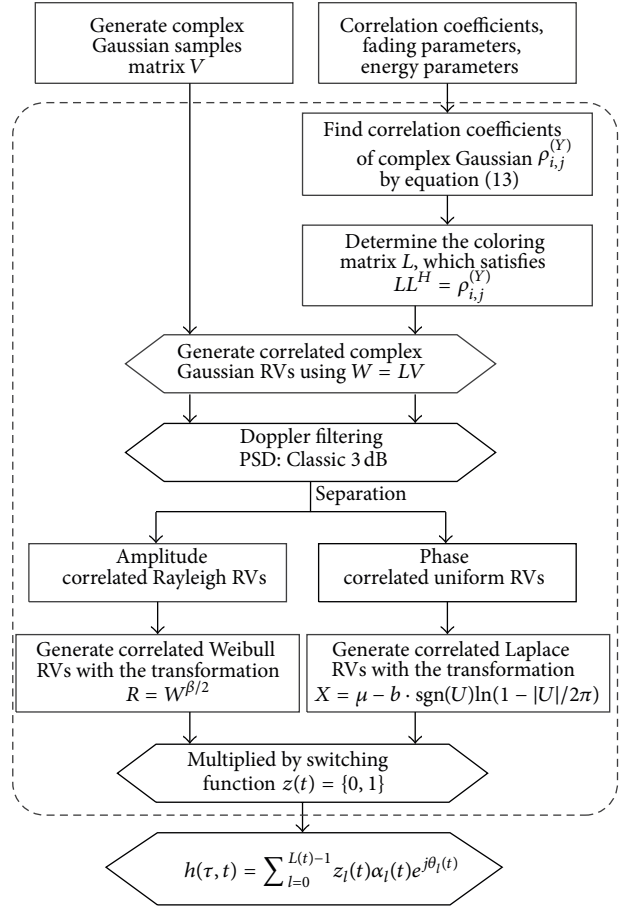 Generate complex
Gaussian samples
matrix V
Correlation coefficients,
fading parameters,
energy parameters
Find correlation coefficients
of complex Gaussian ρ_{i,j}^{(Y)}
by equation (13)
Determine the coloring
matrix L, which satisfies
LL^H = ρ_{i,j}^{(Y)}
Generate correlated complex
Gaussian RVs using W = LV
Doppler filtering
PSD: Classic 3 dB
Separation
Amplitude
correlated Rayleigh RVs
Phase
correlated uniform RVs
Generate correlated Weibull
RVs with the transformation
R = W^{β/2}
Generate correlated Laplace
RVs with the transformation
X = μ − b · sgn(U)ln(1 − |U|/2π)
Multiplied by switching
function z(t) = {0, 1}
h(τ, t) = ∑_{l=0}^{L(t)−1} z_l(t)α_l(t)e^{jθ_l(t)}